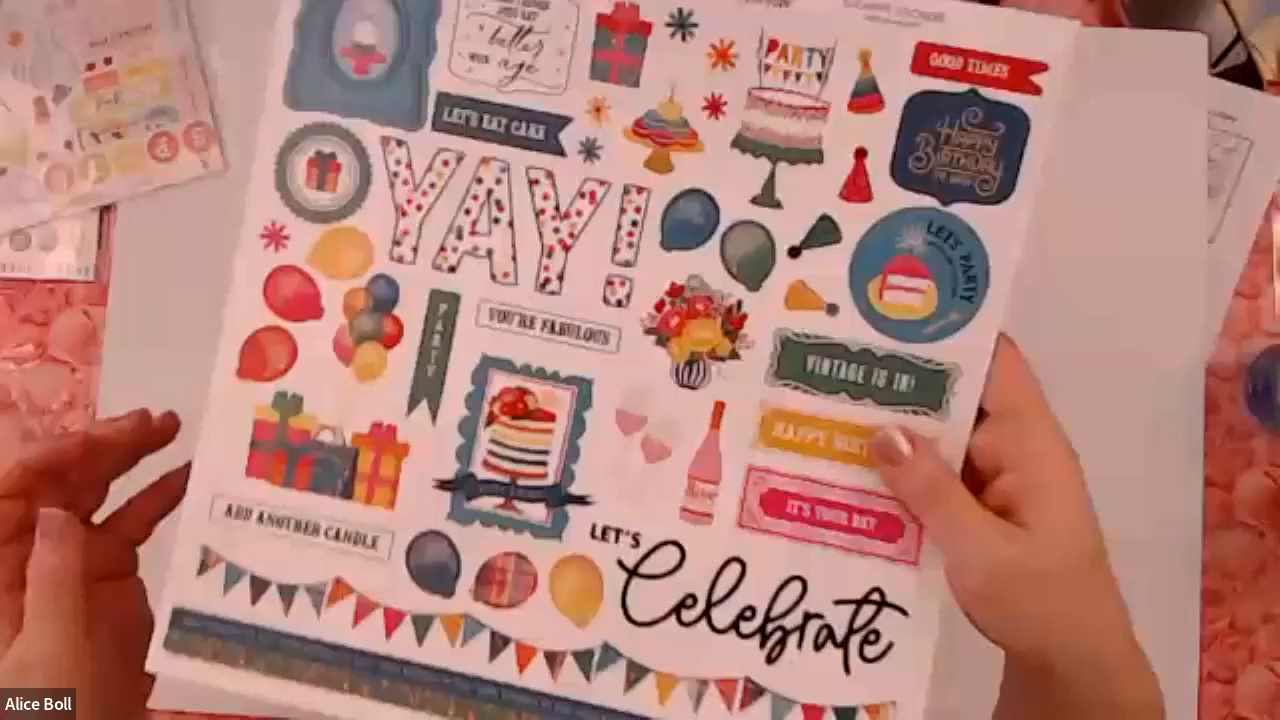 better
age
PARTY
GOOD TIMES
LET'S EAT CAKE
HAPPY
BIRTHDAY
YAY!
LET'S PARTY
PARTY
YOU'RE FABULOUS
VINTAGE IS IN!
HAPPY
IT'S YOUR DAY
ADD ANOTHER CANDLE
LET'S
Celebrate
Alice Boll